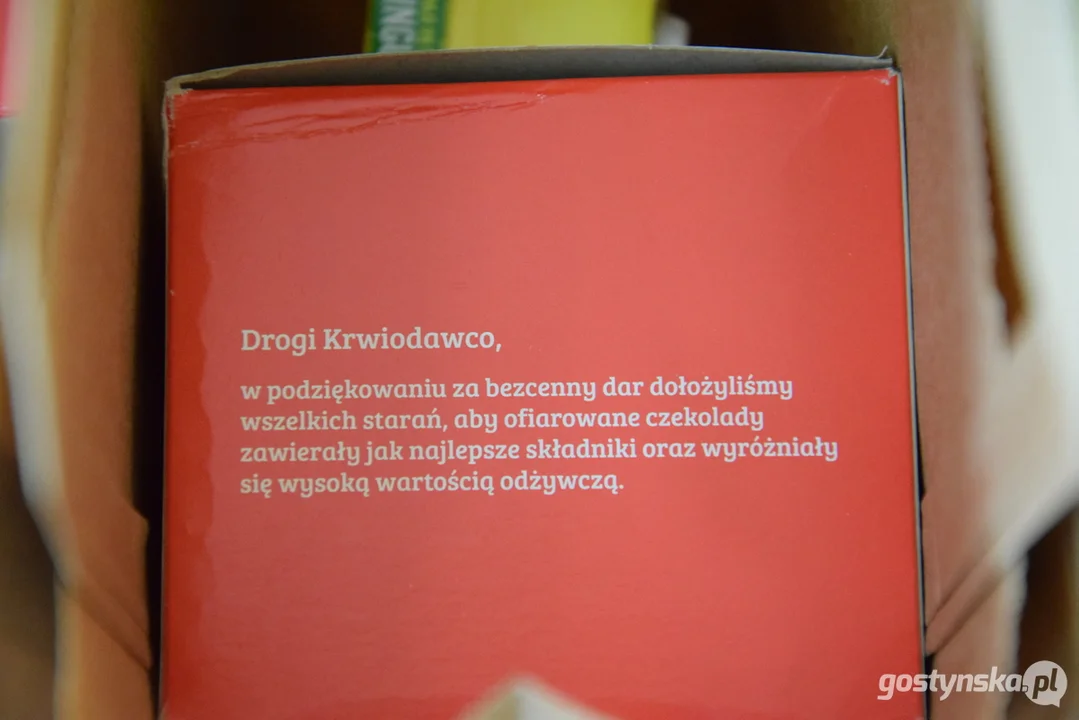 Drogi Krwiodawco,
w podziękowaniu za bezcenny dar dołożyliśmy
wszelkich starań, aby ofiarowane czekolady
zawierały jak najlepsze składniki oraz wyróżniały
się wysoką wartością odżywczą.
gostynska.pl